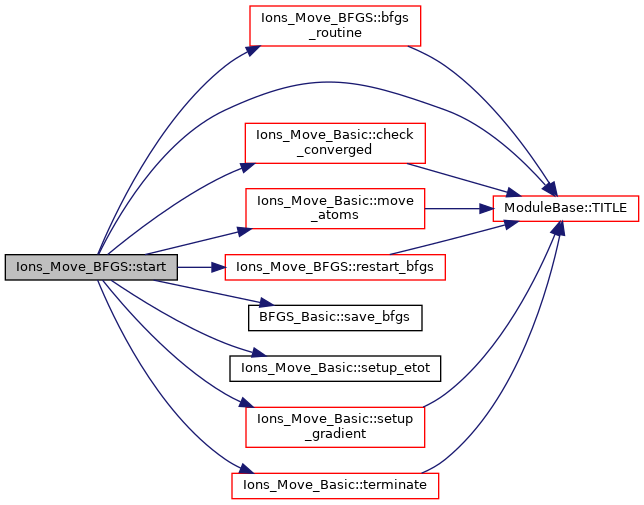 Ions_Move_BFGS::bfgs
_routine
Ions_Move_Basic::check
_converged
Ions_Move_Basic::move
_atoms
ModuleBase::TITLE
Ions_Move_BFGS::start
Ions_Move_BFGS::restart_bfgs
BFGS_Basic::save_bfgs
Ions_Move_Basic::setup_etot
Ions_Move_Basic::setup
_gradient
Ions_Move_Basic::terminate